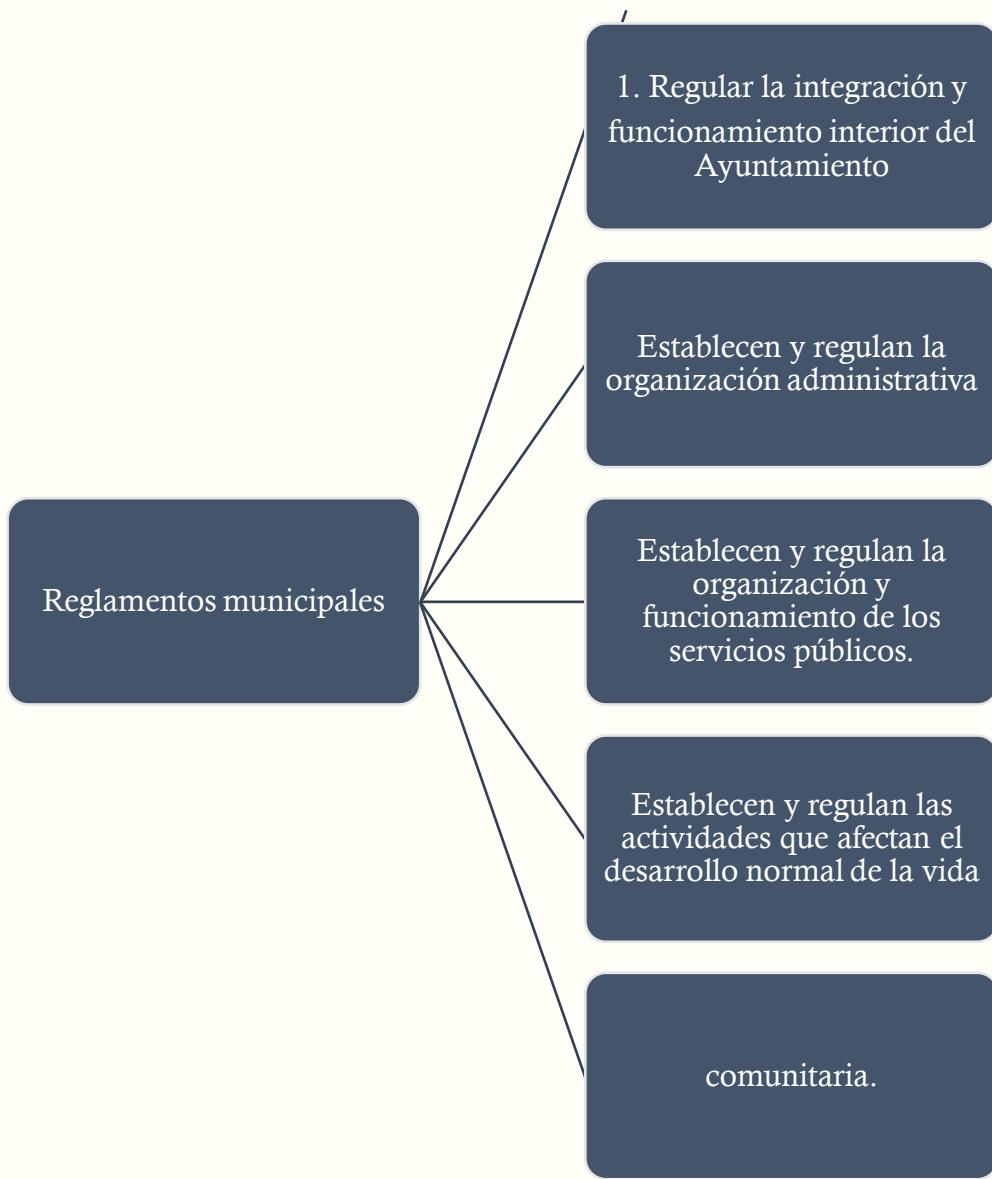 1. Regular la integración y
funcionamiento interior del
Ayuntamiento
Establecen y regulan la
organización administrativa
Reglamentos municipales
Establecen y regulan la
organización y
funcionamiento de los
servicios públicos.
Establecen y regulan las
actividades que afectan el
desarrollo normal de la vida
comunitaria.